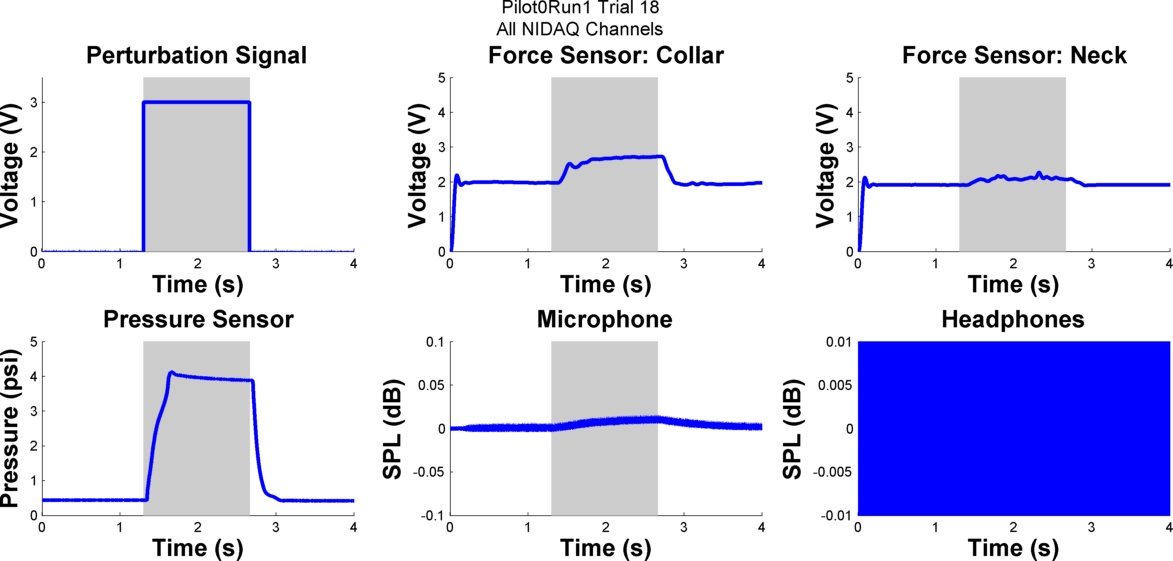 Pilot0Run1 Trial 18
All NIDAQ Channels
Perturbation Signal
Voltage (V)
3
2
1
0
0 1 2 3 4
Time (s)
Force Sensor: Collar
Voltage (V)
5
4
3
2
1
0
0 1 2 3 4
Time (s)
Force Sensor: Neck
Voltage (V)
5
4
3
2
1
0
0 1 2 3 4
Time (s)
Pressure Sensor
Pressure (psi)
5
4
3
2
1
0
0 1 2 3 4
Time (s)
Microphone
SPL (dB)
0.1
0.05
0
-0.05
-0.1
0 1 2 3 4
Time (s)
Headphones
SPL (dB)
0.01
0.005
0
-0.005
-0.01
0 1 2 3 4
Time (s)